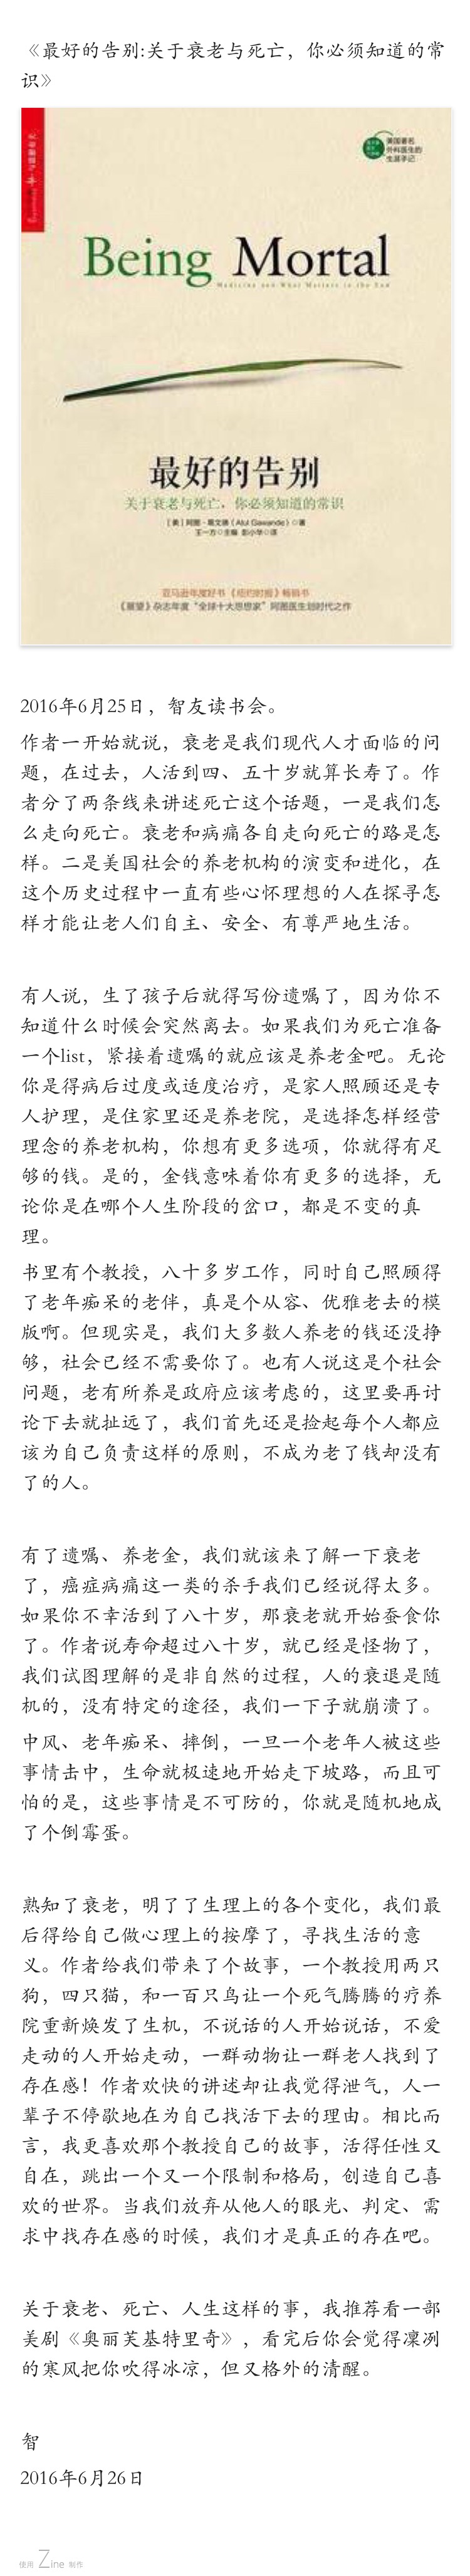 《最好的告别:关于衰老与死亡，你必须知道的常
识》
美国著名
外科医生的
生涯手记
Being Mortal
Medicine and What Matters in the End
最好的告别
关于衰老与死亡，你必须知道的常识
［美］阿图·葛文德（Atul Gawande）◎著
王一方◎主编 彭小华◎译
亚马逊年度好书《纽约时报》畅销书
《展望》杂志年度“全球十大思想家”阿图医生划时代之作
2016年6月25日，智友读书会。
作者一开始就说，衰老是我们现代人才面临的问
题，在过去，人活到四、五十岁就算长寿了。作
者分了两条线来讲述死亡这个话题，一是我们怎
么走向死亡。衰老和病痛各自走向死亡的路是怎
样。二是美国社会的养老机构的演变和进化，在
这个历史过程中一直有些心怀理想的人在探寻怎
样才能让老人们自主、安全、有尊严地生活。
有人说，生了孩子后就得写份遗嘱了，因为你不
知道什么时候会突然离去。如果我们为死亡准备
一个list，紧接着遗嘱的就应该是养老金吧。无论
你是得病后过度或适度治疗，是家人照顾还是专
人护理，是住家里还是养老院，是选择怎样经营
理念的养老机构，你想有更多选项，你就得有足
够的钱。是的，金钱意味着你有更多的选择，无
论你是在哪个人生阶段的岔口，都是不变的真
理。
书里有个教授，八十多岁工作，同时自己照顾得
了老年痴呆的老伴，真是个从容、优雅老去的模
版啊。但现实是，我们大多数人养老的钱还没挣
够，社会已经不需要你了。也有人说这是个社会
问题，老有所养是政府应该考虑的，这里要再讨
论下去就扯远了，我们首先还是捡起每个人都应
该为自己负责这样的原则，不成为老了钱却没有
了的人。
有了遗嘱、养老金，我们就该来了解一下衰老
了，癌症病痛这一类的杀手我们已经说得太多。
如果你不幸活到了八十岁，那衰老就开始蚕食你
了。作者说寿命超过八十岁，就已经是怪物了，
我们试图理解的是非自然的过程，人的衰退是随
机的，没有特定的途径，我们一下子就崩溃了。
中风、老年痴呆、摔倒，一旦一个老年人被这些
事情击中，生命就极速地开始走下坡路，而且可
怕的是，这些事情是不可防的，你就是随机地成
了个倒霉蛋。
熟知了衰老，明了了生理上的各个变化，我们最
后得给自己做心理上的按摩了，寻找生活的意
义。作者给我们带来了个故事，一个教授用两只
狗，四只猫，和一百只鸟让一个死气腾腾的疗养
院重新焕发了生机，不说话的人开始说话，不爱
走动的人开始走动，一群动物让一群老人找到了
存在感！作者欢快的讲述却让我觉得泄气，人一
辈子不停歇地在为自己找活下去的理由。相比而
言，我更喜欢那个教授自己的故事，活得任性又
自在，跳出一个又一个限制和格局，创造自己喜
欢的世界。当我们放弃从他人的眼光、判定、需
求中找存在感的时候，我们才是真正的存在吧。
关于衰老、死亡、人生这样的事，我推荐看一部
美剧《奥丽芙基特里奇》，看完后你会觉得凛冽
的寒风把你吹得冰凉，但又格外的清醒。
智
2016年6月26日
使用 Zine 制作